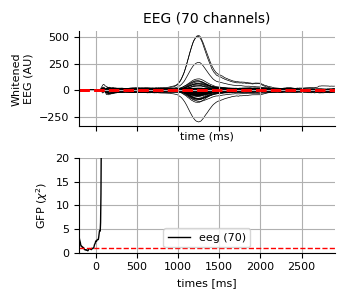 EEG (70 channels)
Whitened
EEG (AU)
500
250
0
−250
time (ms)
GFP (χ²)
20
15
10
5
0
eeg (70)
0
500
1000
1500
2000
2500
times [ms]